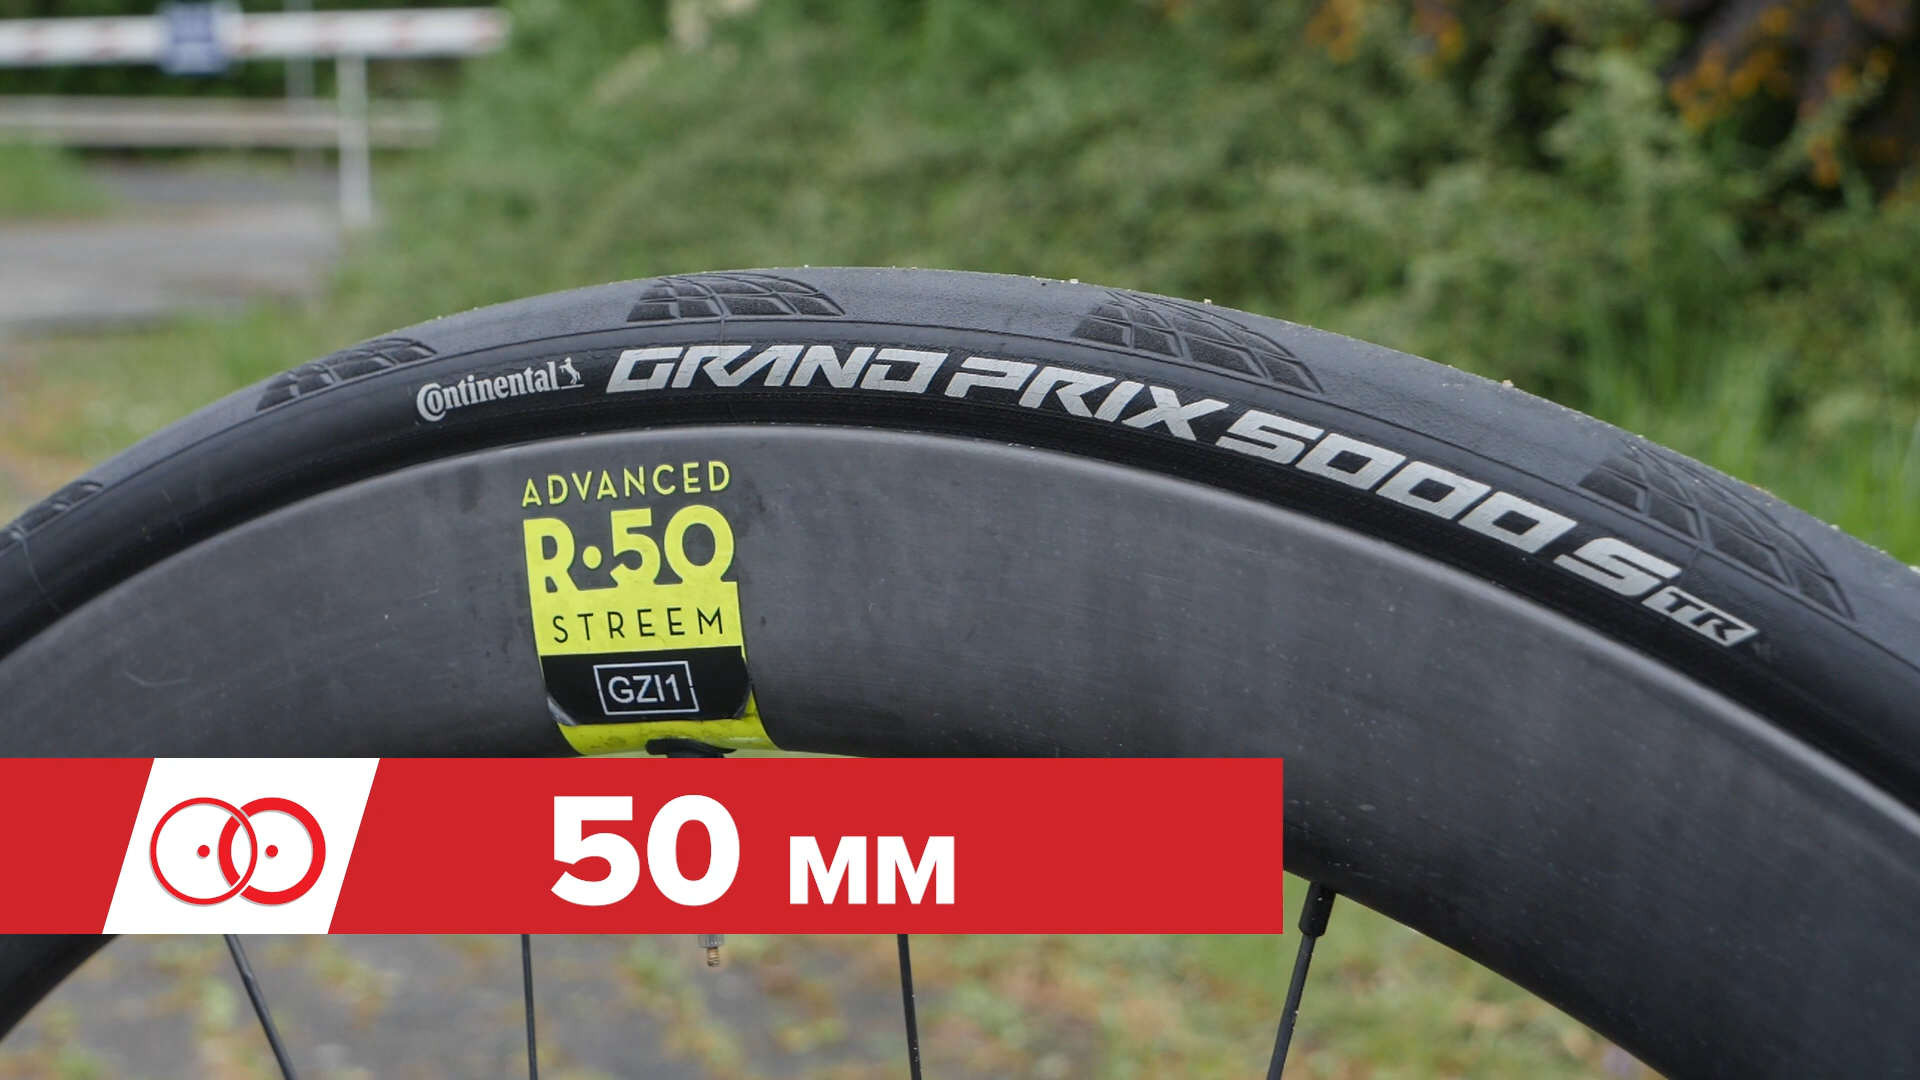 Continental GRAND PRIX 5000 S TR
ADVANCED
R·50
STREEM
GZI1
50 мм